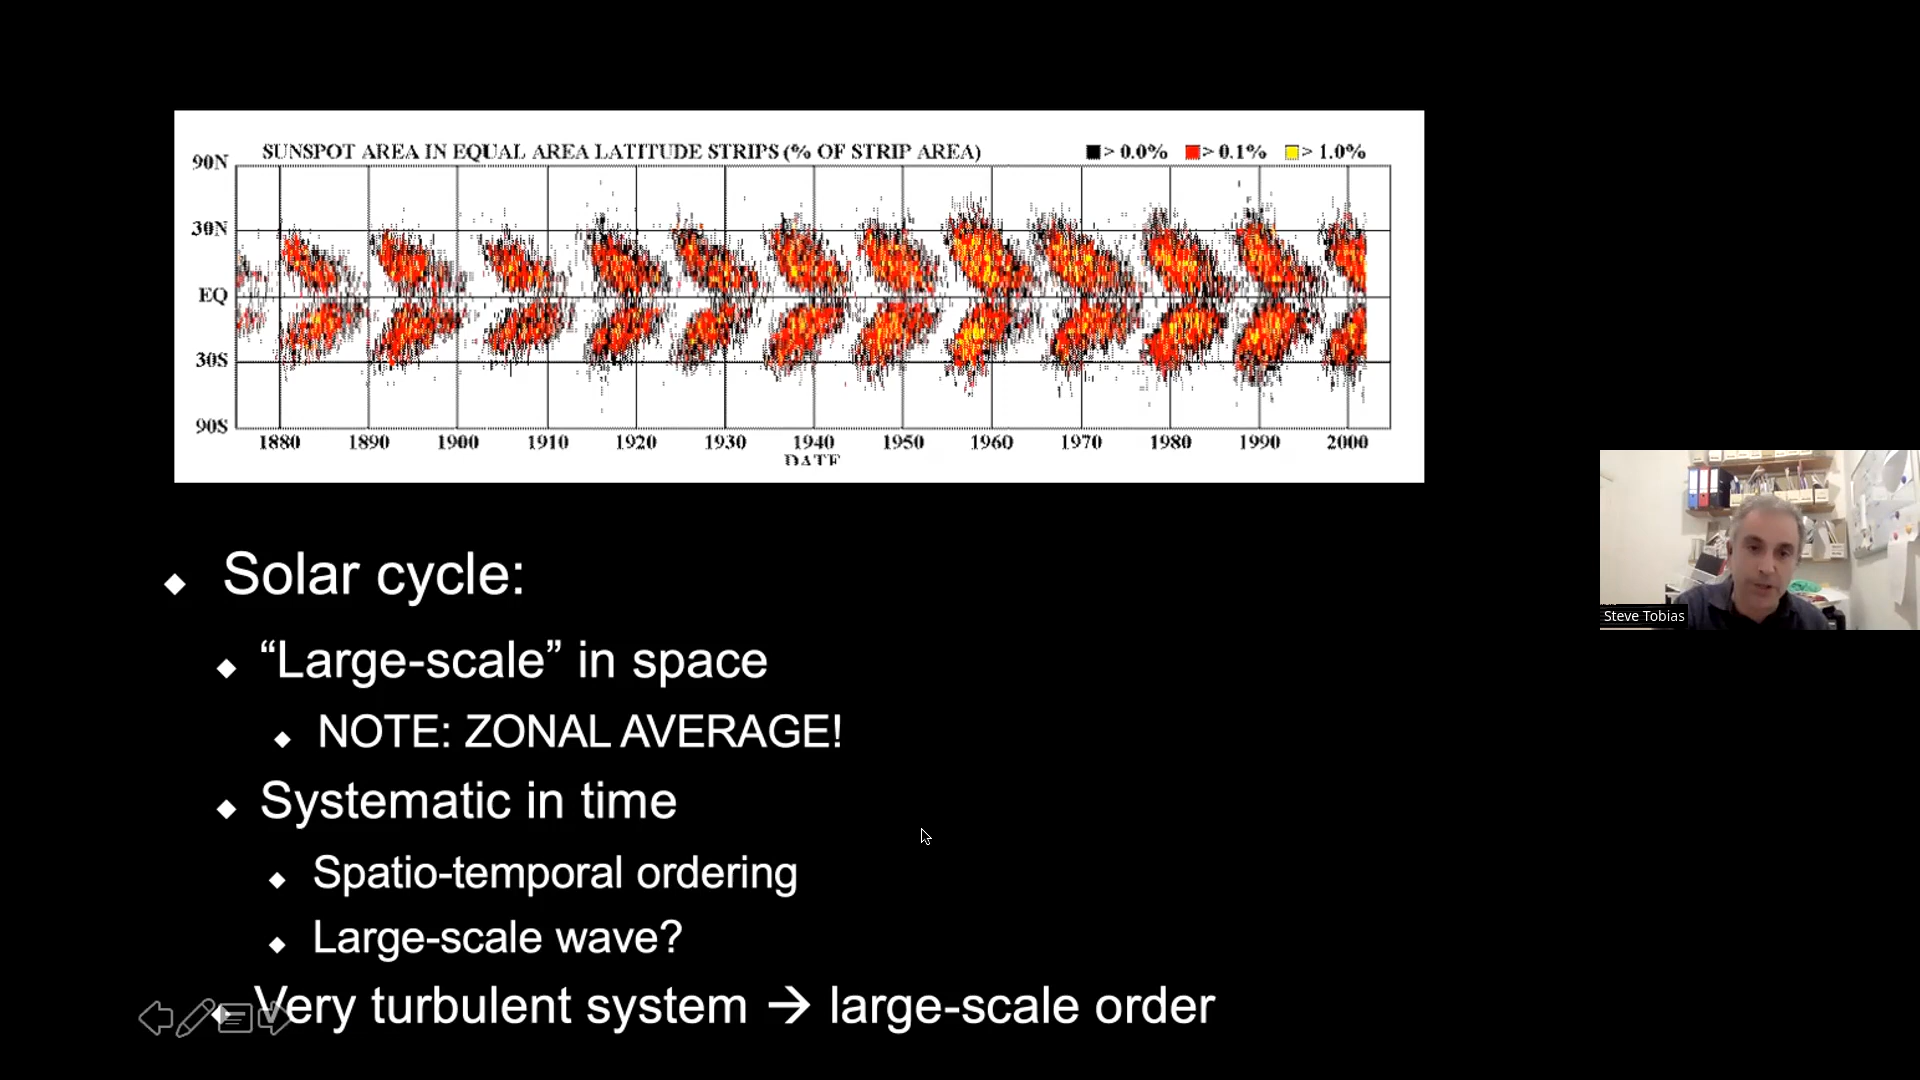 SUNSPOT AREA IN EQUAL AREA LATITUDE STRIPS (% OF STRIP AREA) > 0.0% > 0.1% > 1.0%
90N
30N
EQ
30S
90S
1880 1890 1900 1910 1920 1930 1940 1950 1960 1970 1980 1990 2000
DATE
Solar cycle:
“Large-scale” in space
NOTE: ZONAL AVERAGE!
Systematic in time
Spatio-temporal ordering
Large-scale wave?
Very turbulent system → large-scale order
Steve Tobias